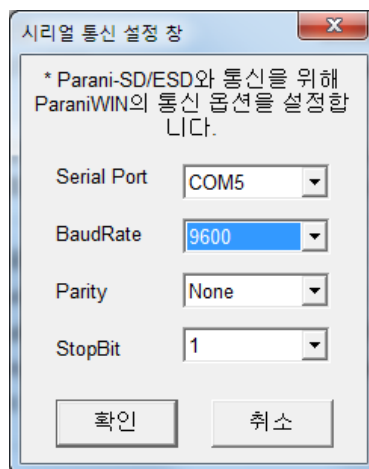 시리얼 통신 설정 창
* Parani-SD/ESD와 통신을 위해
ParaniWIN의 통신 옵션을 설정합
니다.
Serial Port COM5
BaudRate 9600
Parity None
StopBit 1
확인 취소